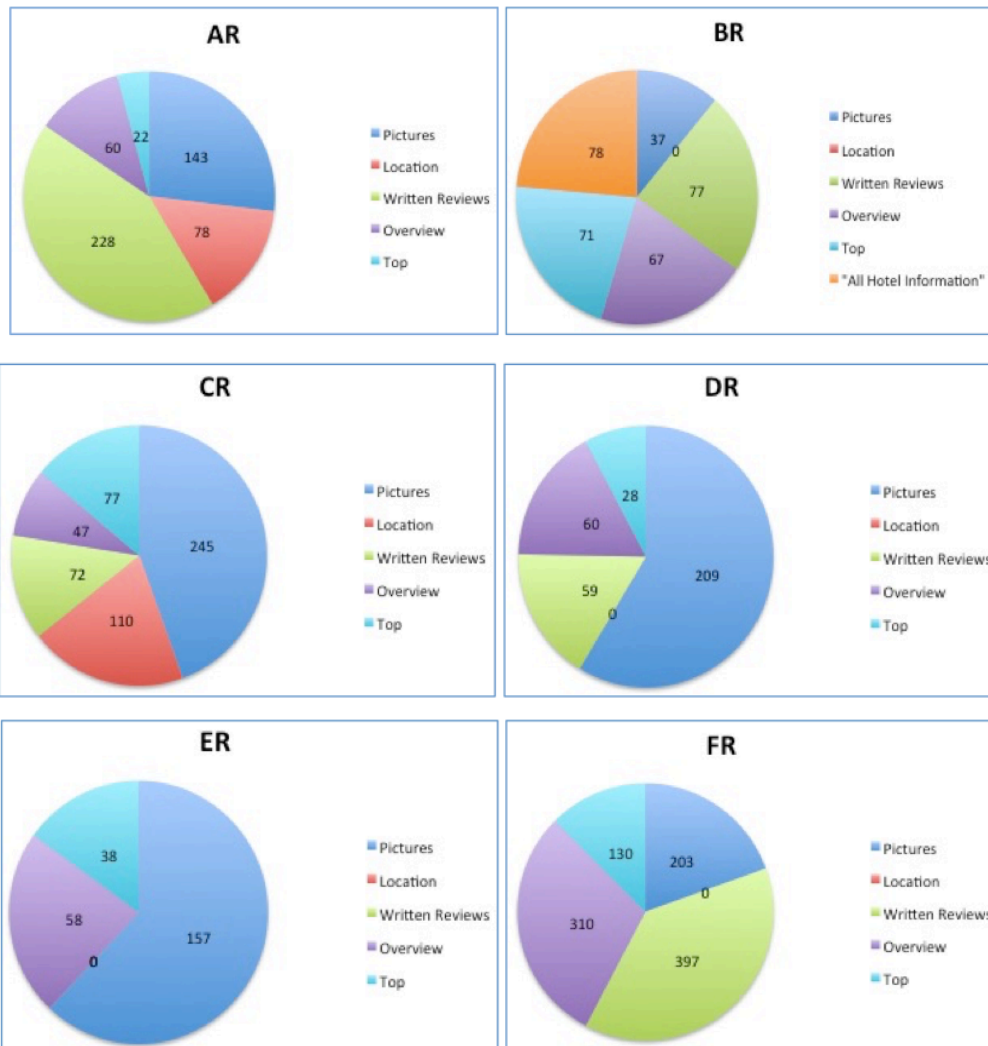 AR
22
60
143
78
228
Pictures
Location
Written Reviews
Overview
Top
BR
37
0
78
77
71
67
Pictures
Location
Written Reviews
Overview
Top
"All Hotel Information"
CR
77
47
245
72
110
Pictures
Location
Written Reviews
Overview
Top
DR
28
60
209
59
0
Pictures
Location
Written Reviews
Overview
Top
ER
38
58
157
0
Pictures
Location
Written Reviews
Overview
Top
FR
130
203
0
310
397
Pictures
Location
Written Reviews
Overview
Top